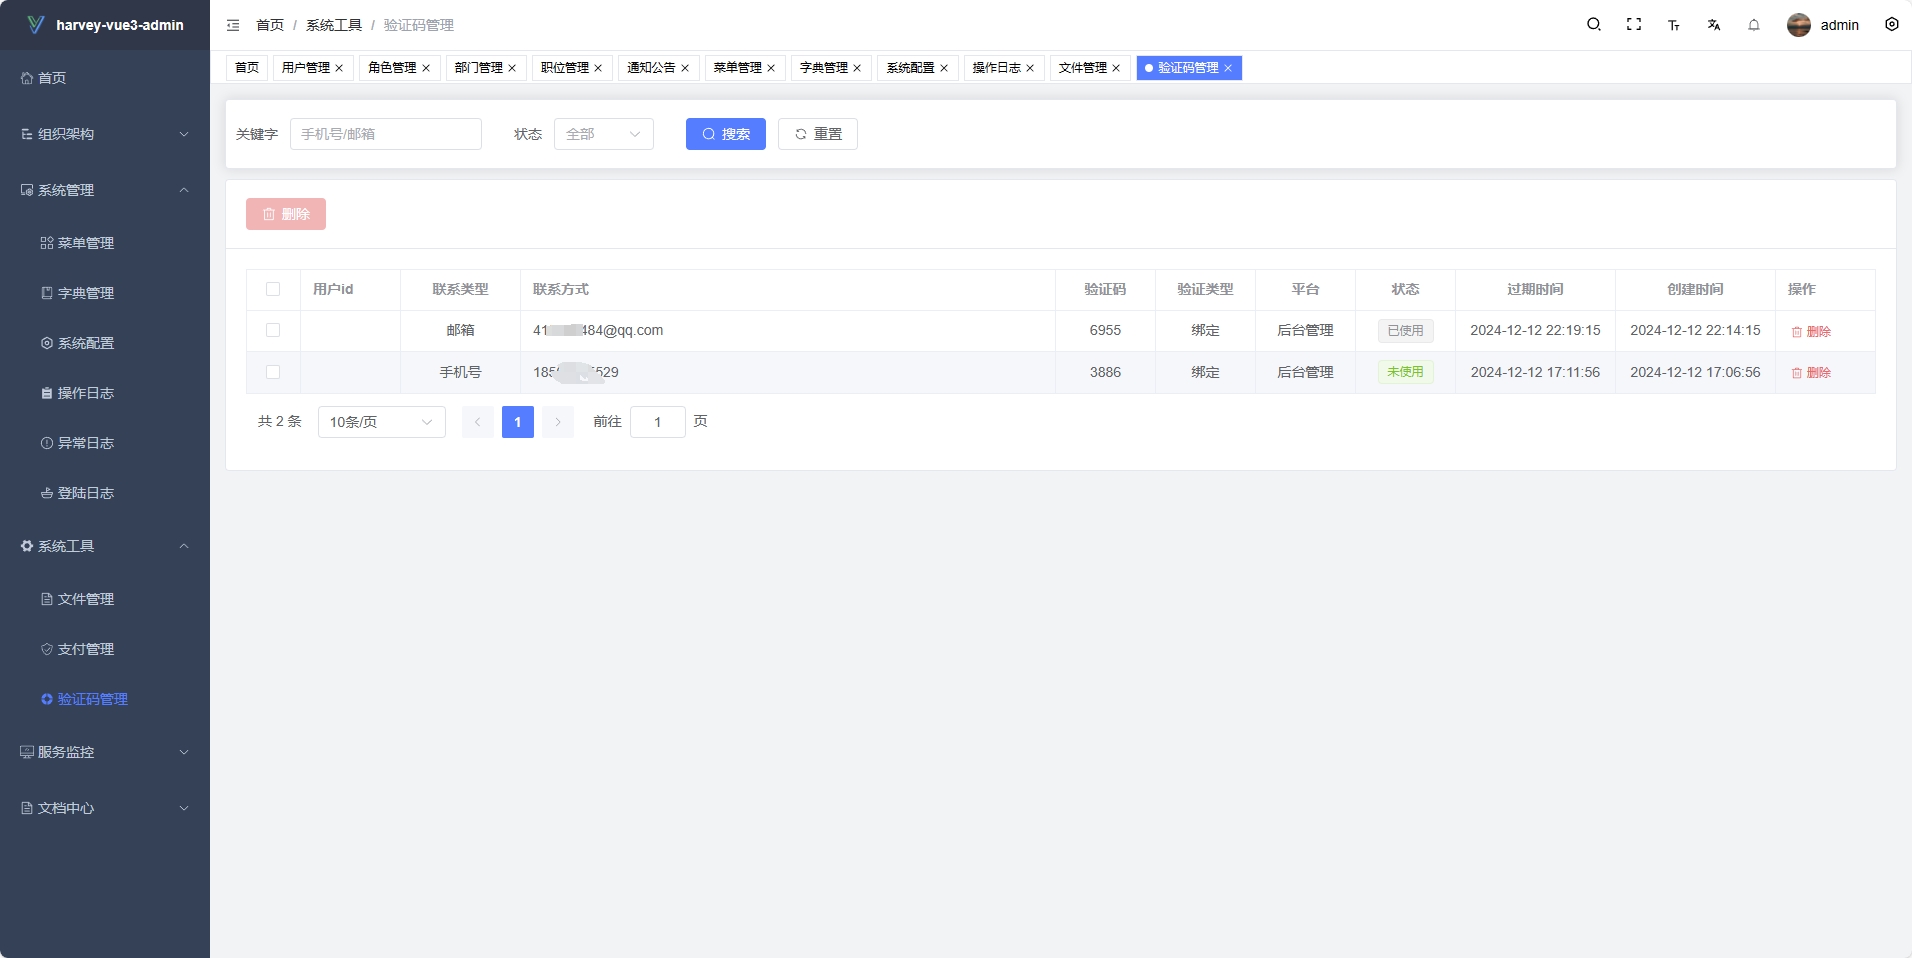 harvey-vue3-admin
首页 / 系统工具 / 验证码管理
admin
首页
用户管理
角色管理
部门管理
职位管理
通知公告
菜单管理
字典管理
系统配置
操作日志
文件管理
验证码管理
首页
组织架构
系统管理
菜单管理
字典管理
系统配置
操作日志
异常日志
登陆日志
系统工具
文件管理
支付管理
验证码管理
服务监控
文档中心
关键字 手机号/邮箱 状态 全部 搜索 重置
删除
用户id 联系类型 联系方式 验证码 验证类型 平台 状态 过期时间 创建时间 操作
邮箱 41 484@qq.com 6955 绑定 后台管理 已使用 2024-12-12 22:19:15 2024-12-12 22:14:15 删除
手机号 185 529 3886 绑定 后台管理 未使用 2024-12-12 17:11:56 2024-12-12 17:06:56 删除
共 2 条 10条/页 1 前往 1 页